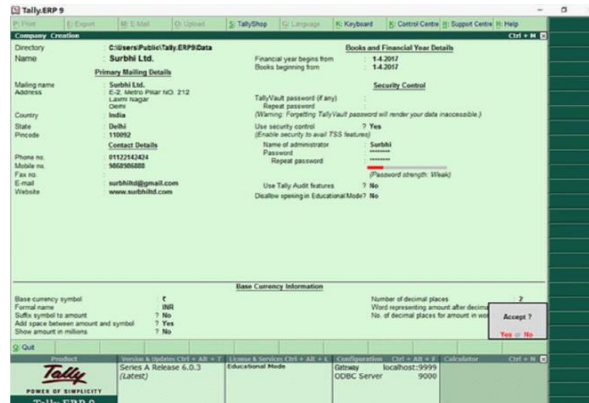 Tally.ERP 9
P: Print E: Export M: E-Mail O: Upload S: TallyShop G: Language K: Keyboard K: Control Centre H: Support Centre H: Help
Company Creation Ctrl + M
Directory : C:\Users\Public\Tally.ERP9\Data
Name : Surbhi Ltd.
Primary Mailing Details
Mailing name : Surbhi Ltd.
Address : E-2, Metro Pillar NO. 212
Laxmi Nagar
Delhi
Country : India
State : Delhi
Pincode : 110092
Contact Details
Phone no. : 01122142424
Mobile no. : 9868986888
Fax no. :
E-mail : surbhiltd@gmail.com
Website : www.surbhiltd.com
Books and Financial Year Details
Financial year begins from : 1-4-2017
Books beginning from : 1-4-2017
Security Control
TallyVault password (if any) :
Repeat password :
(Warning: Forgetting TallyVault password will render your data inaccessible.)
Use security control ? Yes
(Enable security to avail TSS features)
Name of administrator : Surbhi
Password : ********
Repeat password : ********
(Password strength: Weak)
Use Tally Audit features ? No
Disallow opening in Educational Mode? No
Base Currency Information
Base currency symbol : ₹
Formal name : INR
Suffix symbol to amount ? No
Add space between amount and symbol ? Yes
Show amount in millions ? No
Number of decimal places : 2
Word representing amount after decima
No. of decimal places for amount in wor
Accept ?
Yes or No
Q: Quit
Product Version & Updates Ctrl + Alt + T License & Services Ctrl + Alt + L Configuration Ctrl + Alt + F Calculator Ctrl + N
Tally
POWER OF SIMPLICITY
Tally.ERP 9
Series A Release 6.0.3
(Latest)
Educational Mode
Gateway localhost:9999
ODBC Server 9000